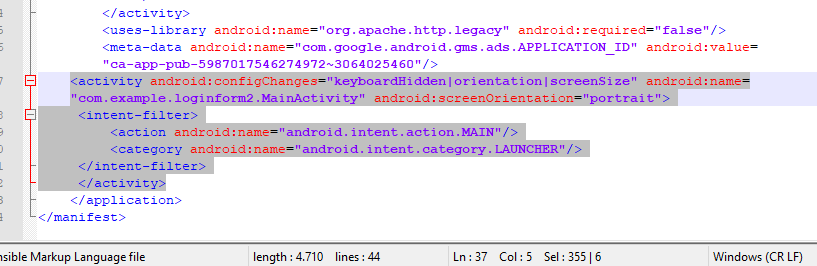 </activity>
<uses-library android:name="org.apache.http.legacy" android:required="false"/>
<meta-data android:name="com.google.android.gms.ads.APPLICATION_ID" android:value=
"ca-app-pub-5987017546274972~3064025460"/>
<activity android:configChanges="keyboardHidden|orientation|screenSize" android:name=
"com.example.loginform2.MainActivity" android:screenOrientation="portrait">
<intent-filter>
<action android:name="android.intent.action.MAIN"/>
<category android:name="android.intent.category.LAUNCHER"/>
</intent-filter>
</activity>
</application>
</manifest>
nsible Markup Language file length : 4.710 lines : 44 Ln : 37 Col : 5 Sel : 355 | 6 Windows (CR LF)